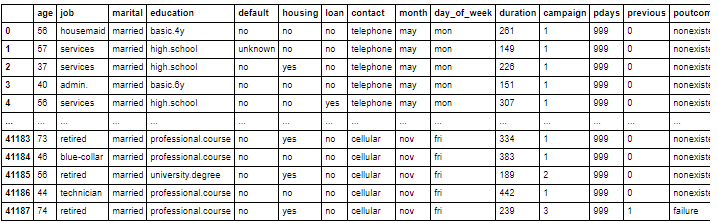 age job marital education default housing loan contact month day_of_week duration campaign pdays previous poutcom
0 56 housemaid married basic.4y no no no telephone may mon 261 1 999 0 nonexiste
1 57 services married high.school unknown no no telephone may mon 149 1 999 0 nonexiste
2 37 services married high.school no yes no telephone may mon 226 1 999 0 nonexiste
3 40 admin. married basic.6y no no no telephone may mon 151 1 999 0 nonexiste
4 56 services married high.school no no yes telephone may mon 307 1 999 0 nonexiste
... ... ... ... ... ... ... ... ... ... ... ... ... ... ... ...
41183 73 retired married professional.course no yes no cellular nov fri 334 1 999 0 nonexiste
41184 46 blue-collar married professional.course no no no cellular nov fri 383 1 999 0 nonexiste
41185 56 retired married university.degree no yes no cellular nov fri 189 2 999 0 nonexiste
41186 44 technician married professional.course no no no cellular nov fri 442 1 999 0 nonexiste
41187 74 retired married professional.course no yes no cellular nov fri 239 3 999 1 failure